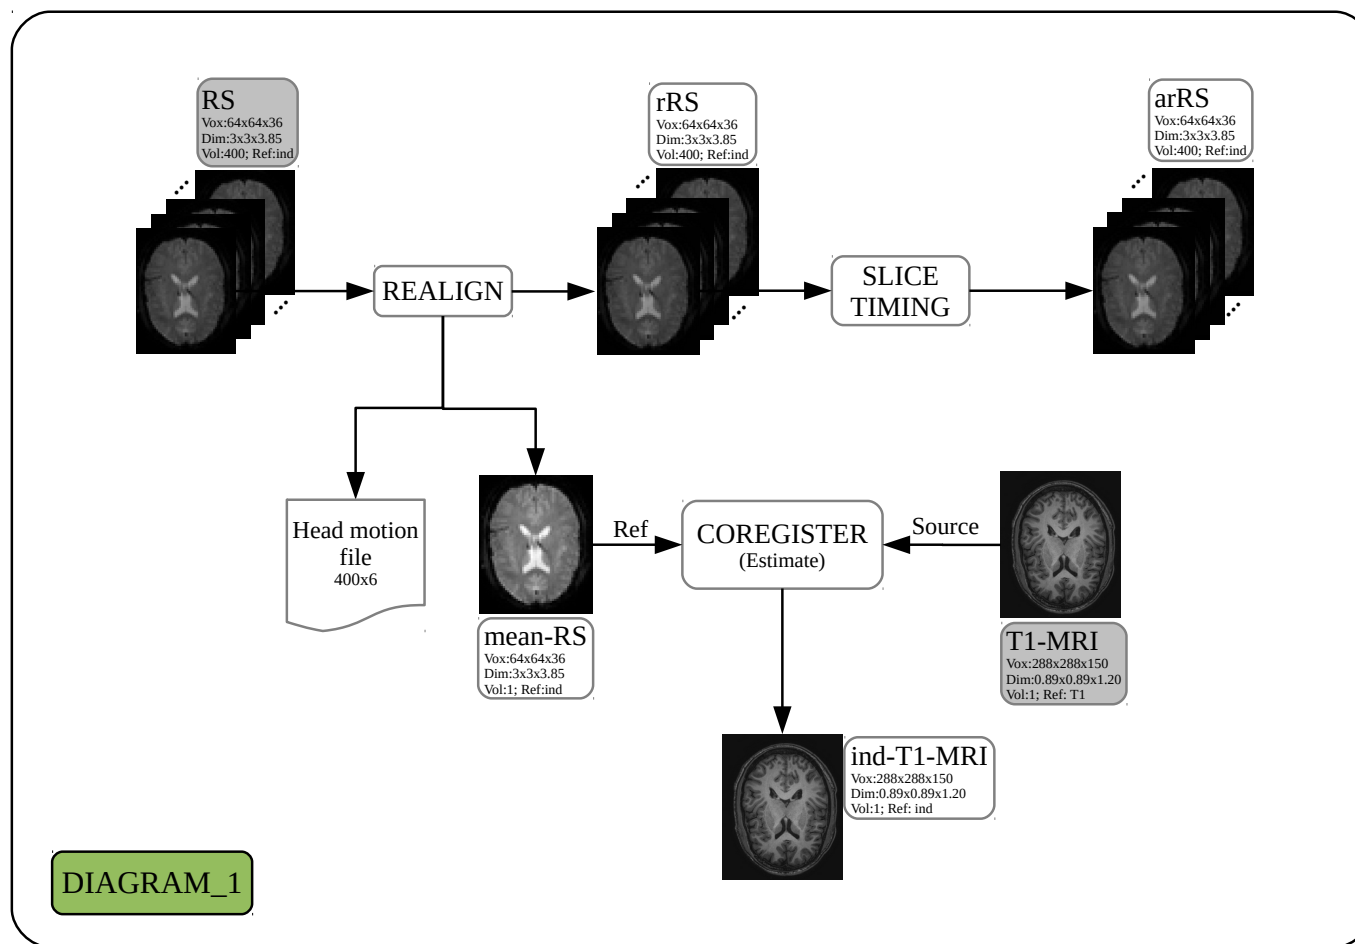 RS
Vox:64x64x36
Dim:3x3x3.85
Vol:400; Ref:ind
rRS
Vox:64x64x36
Dim:3x3x3.85
Vol:400; Ref:ind
arRS
Vox:64x64x36
Dim:3x3x3.85
Vol:400; Ref:ind
REALIGN
SLICE
TIMING
Head motion
file
400x6
Ref
COREGISTER
(Estimate)
Source
mean-RS
Vox:64x64x36
Dim:3x3x3.85
Vol:1; Ref:ind
T1-MRI
Vox:288x288x150
Dim:0.89x0.89x1.20
Vol:1; Ref: T1
ind-T1-MRI
Vox:288x288x150
Dim:0.89x0.89x1.20
Vol:1; Ref: ind
DIAGRAM_1